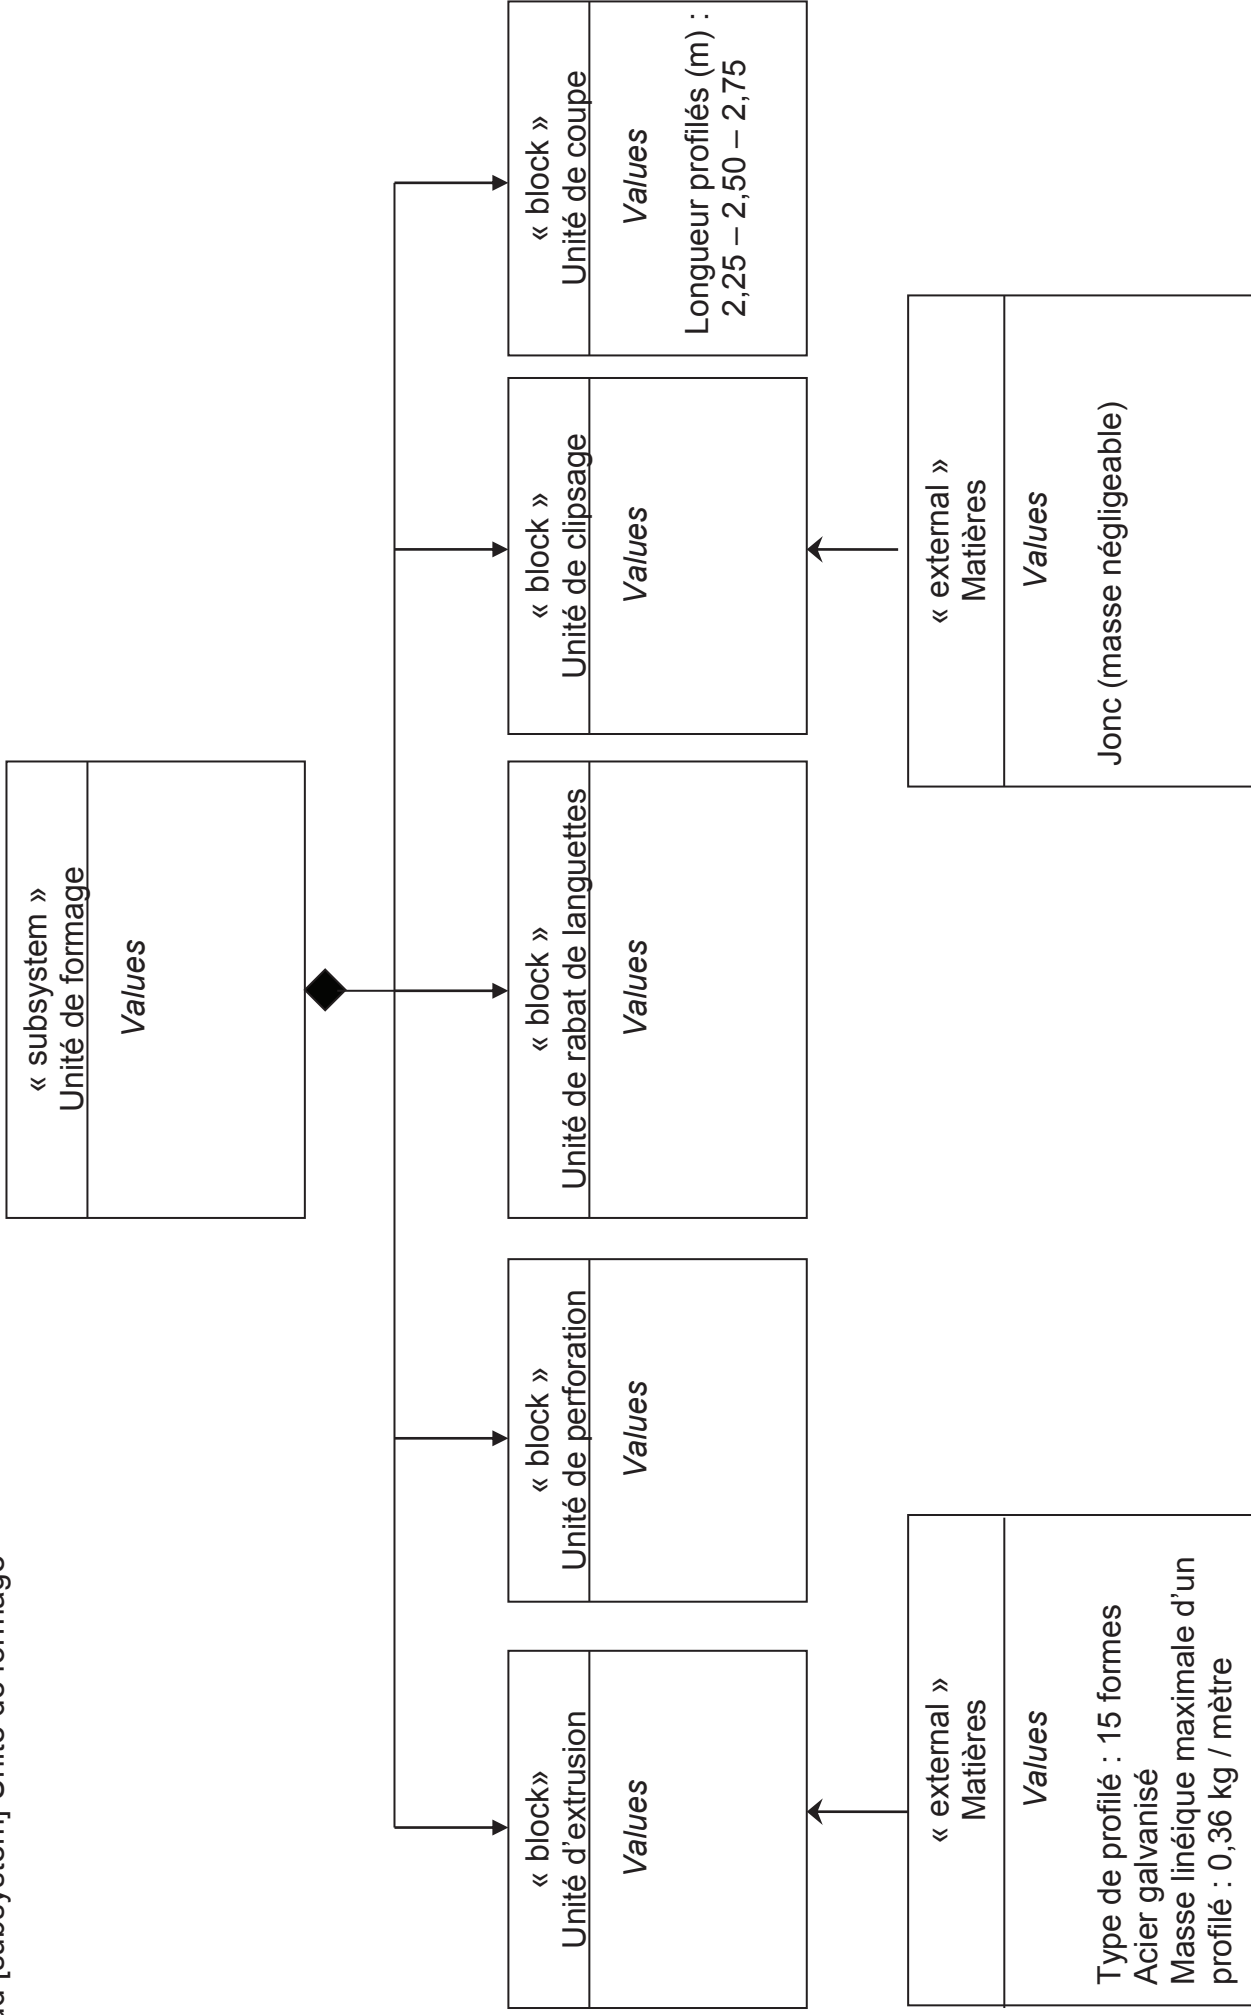 [subsystem] Unité de formage
« subsystem »
Unité de formage
Values
« block»
Unité d'extrusion
Values
« block »
Unité de perforation
Values
« block »
Unité de rabat de languettes
Values
« block »
Unité de clipsage
Values
« block »
Unité de coupe
Values
Longueur profilés (m) :
2,25 – 2,50 – 2,75
« external »
Matières
Values
Type de profilé : 15 formes
Acier galvanisé
Masse linéique maximale d'un
profilé : 0,36 kg / mètre
« external »
Matières
Values
Jonc (masse négligeable)